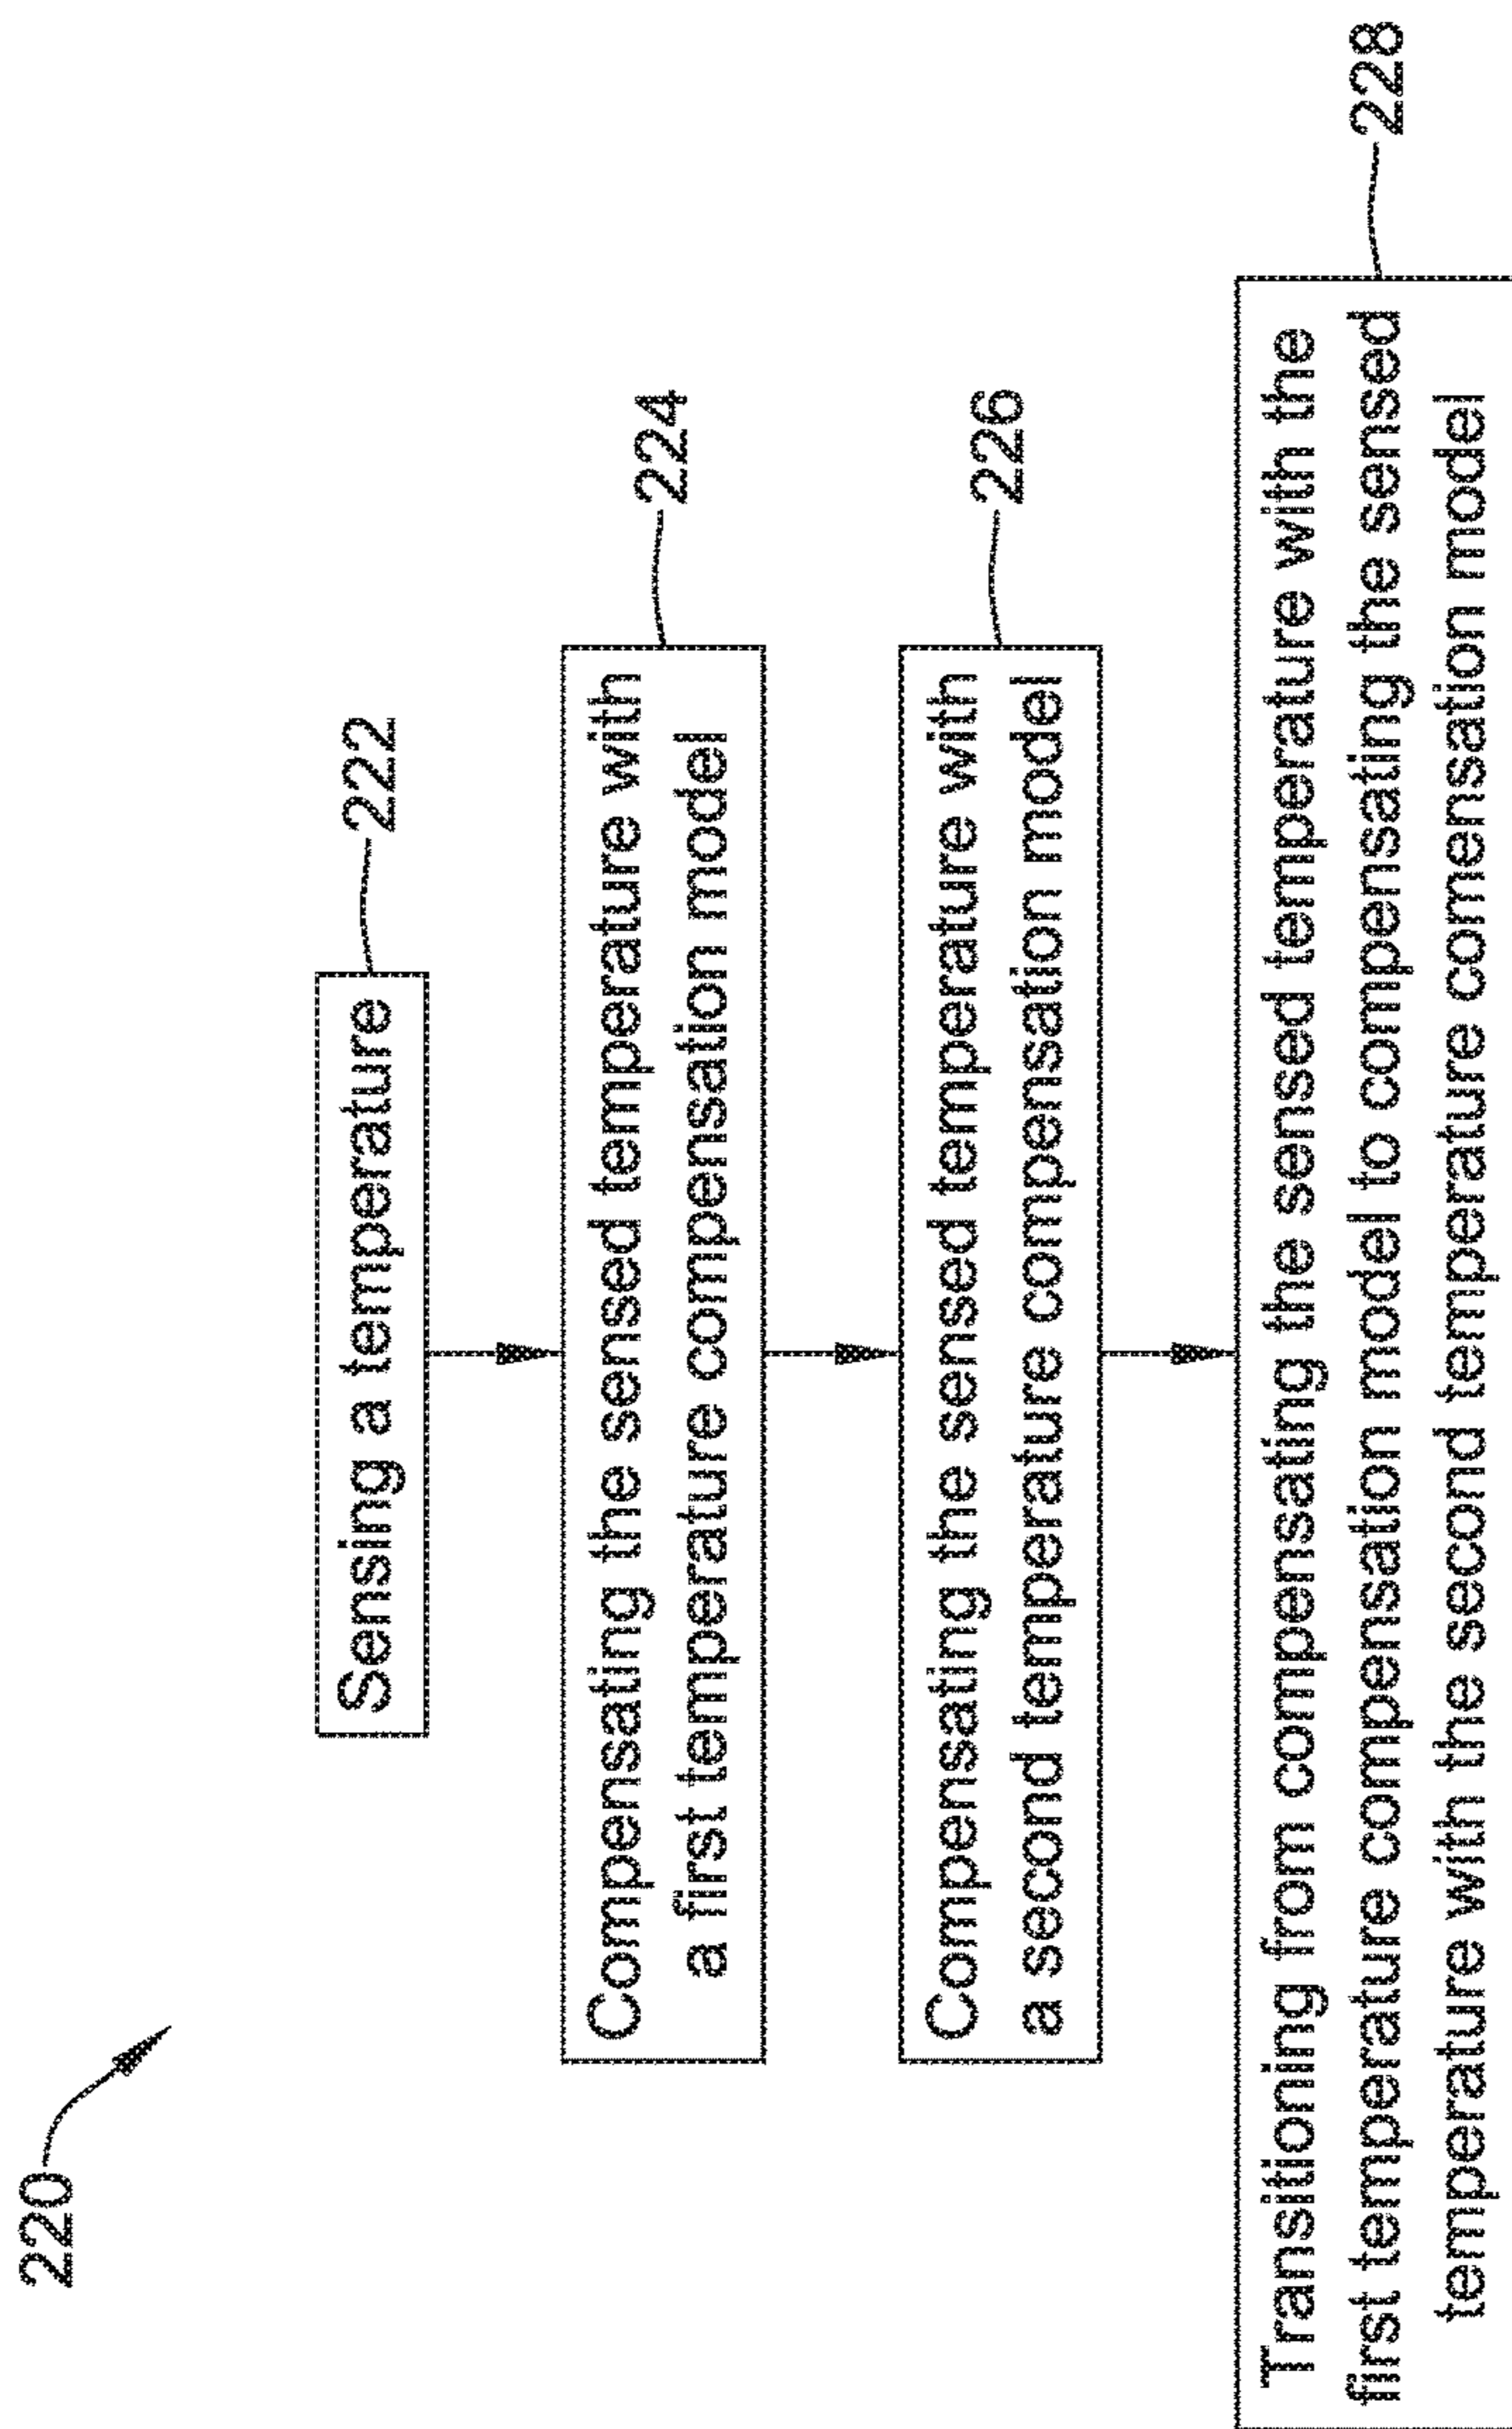 220
Sensing a temperature
222
Compensating the sensed temperature with
a first temperature compensation model
224
Compensating the sensed temperature with
a second temperature compensation model
226
Transitioning from compensating the sensed temperature with the
first temperature compensation model to compensating the sensed
temperature with the second temperature comensation model
228